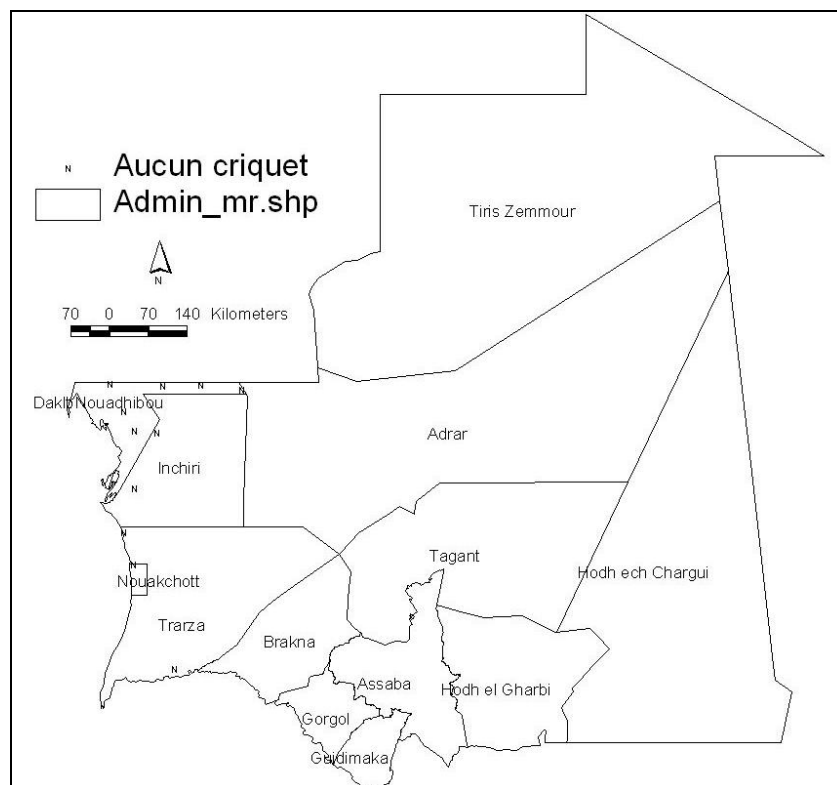 N Aucun criquet
Admin_mr.shp
Tiris Zemmour
N
70 0 70 140 Kilometers
N N N N
Dakhl Nouadhibou
N
N
N N
Adrar
Inchiri
N
N
Tagant
N
Hodh ech Chargui
Nouakchott
Trarza
Brakna
N
Assaba
Hodh el Gharbi
Gorgol
Guidimaka